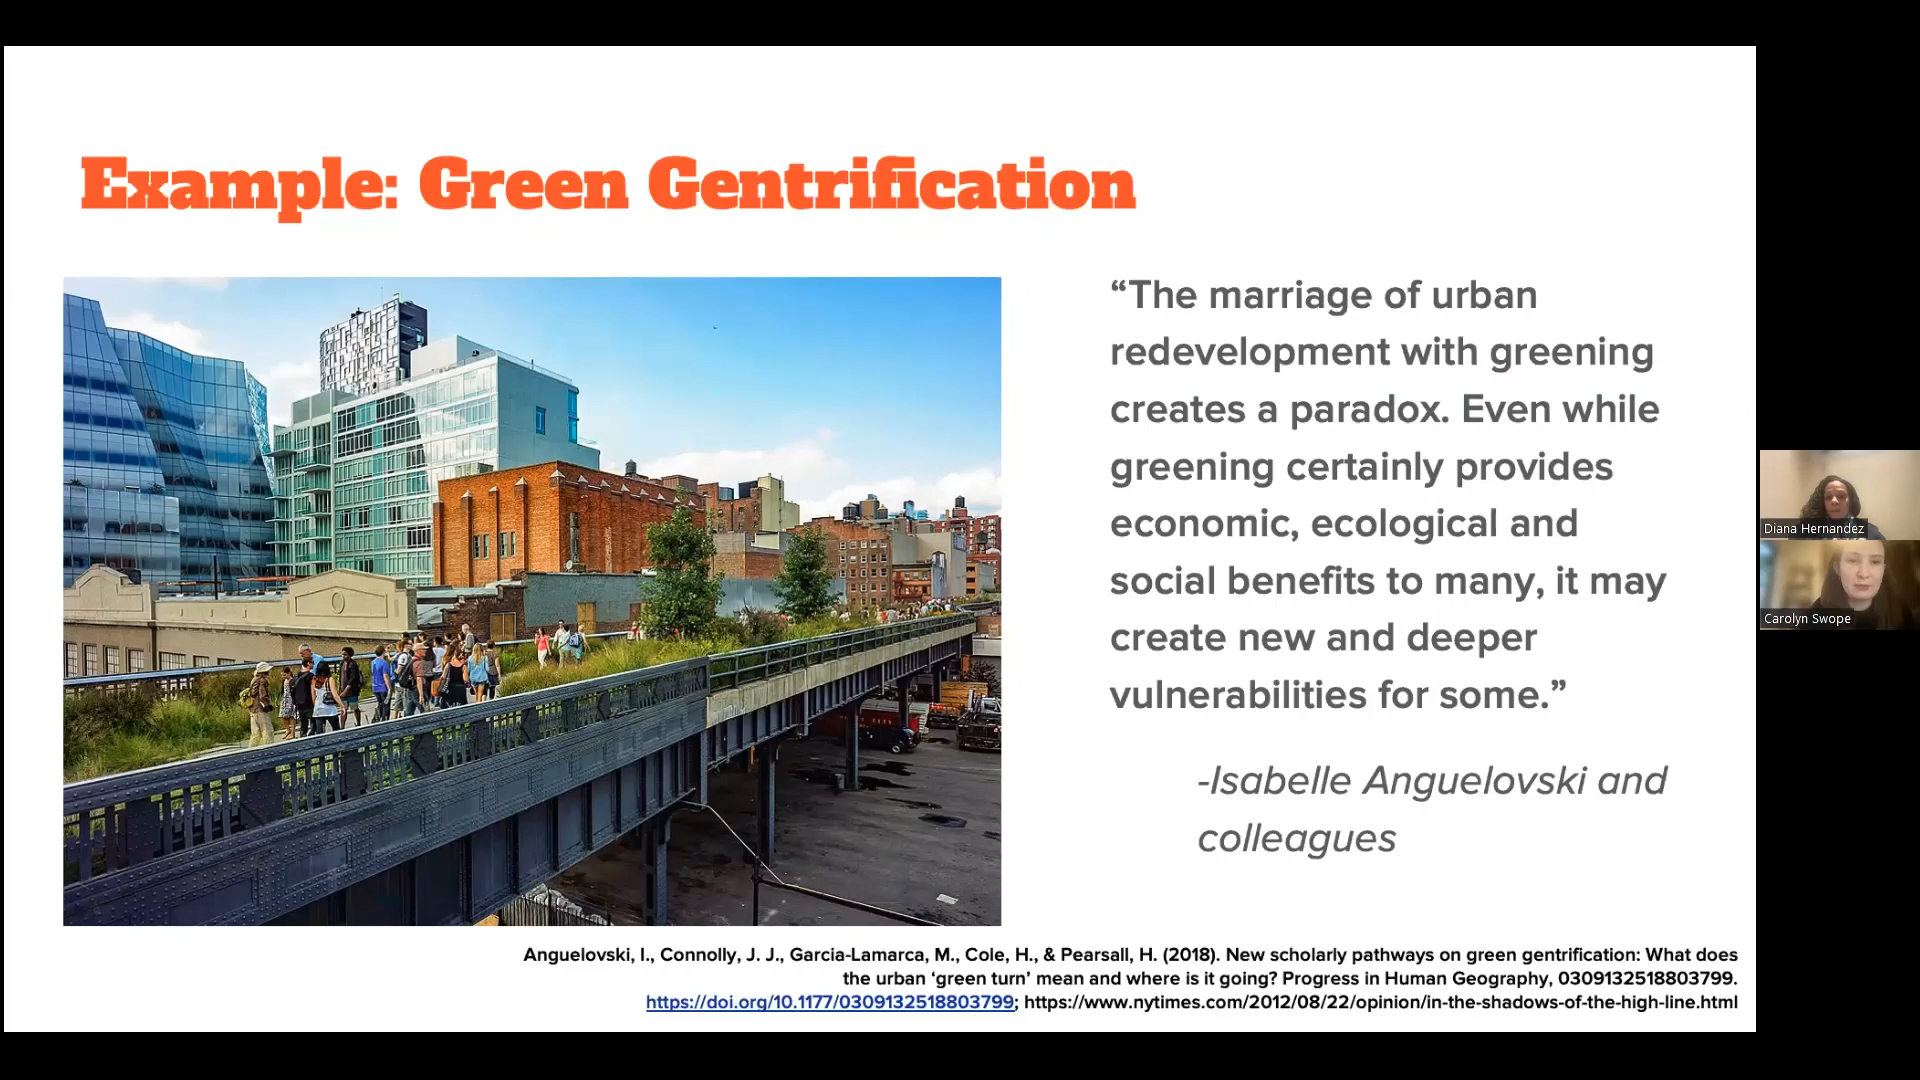 Example: Green Gentrification
“The marriage of urban
redevelopment with greening
creates a paradox. Even while
greening certainly provides
economic, ecological and
social benefits to many, it may
create new and deeper
vulnerabilities for some.”
-Isabelle Anguelovski and
colleagues
Anguelovski, I., Connolly, J. J., Garcia-Lamarca, M., Cole, H., & Pearsall, H. (2018). New scholarly pathways on green gentrification: What does
the urban ‘green turn’ mean and where is it going? Progress in Human Geography, 0309132518803799.
https://doi.org/10.1177/0309132518803799; https://www.nytimes.com/2012/08/22/opinion/in-the-shadows-of-the-high-line.html
Diana Hernandez
Carolyn Swope